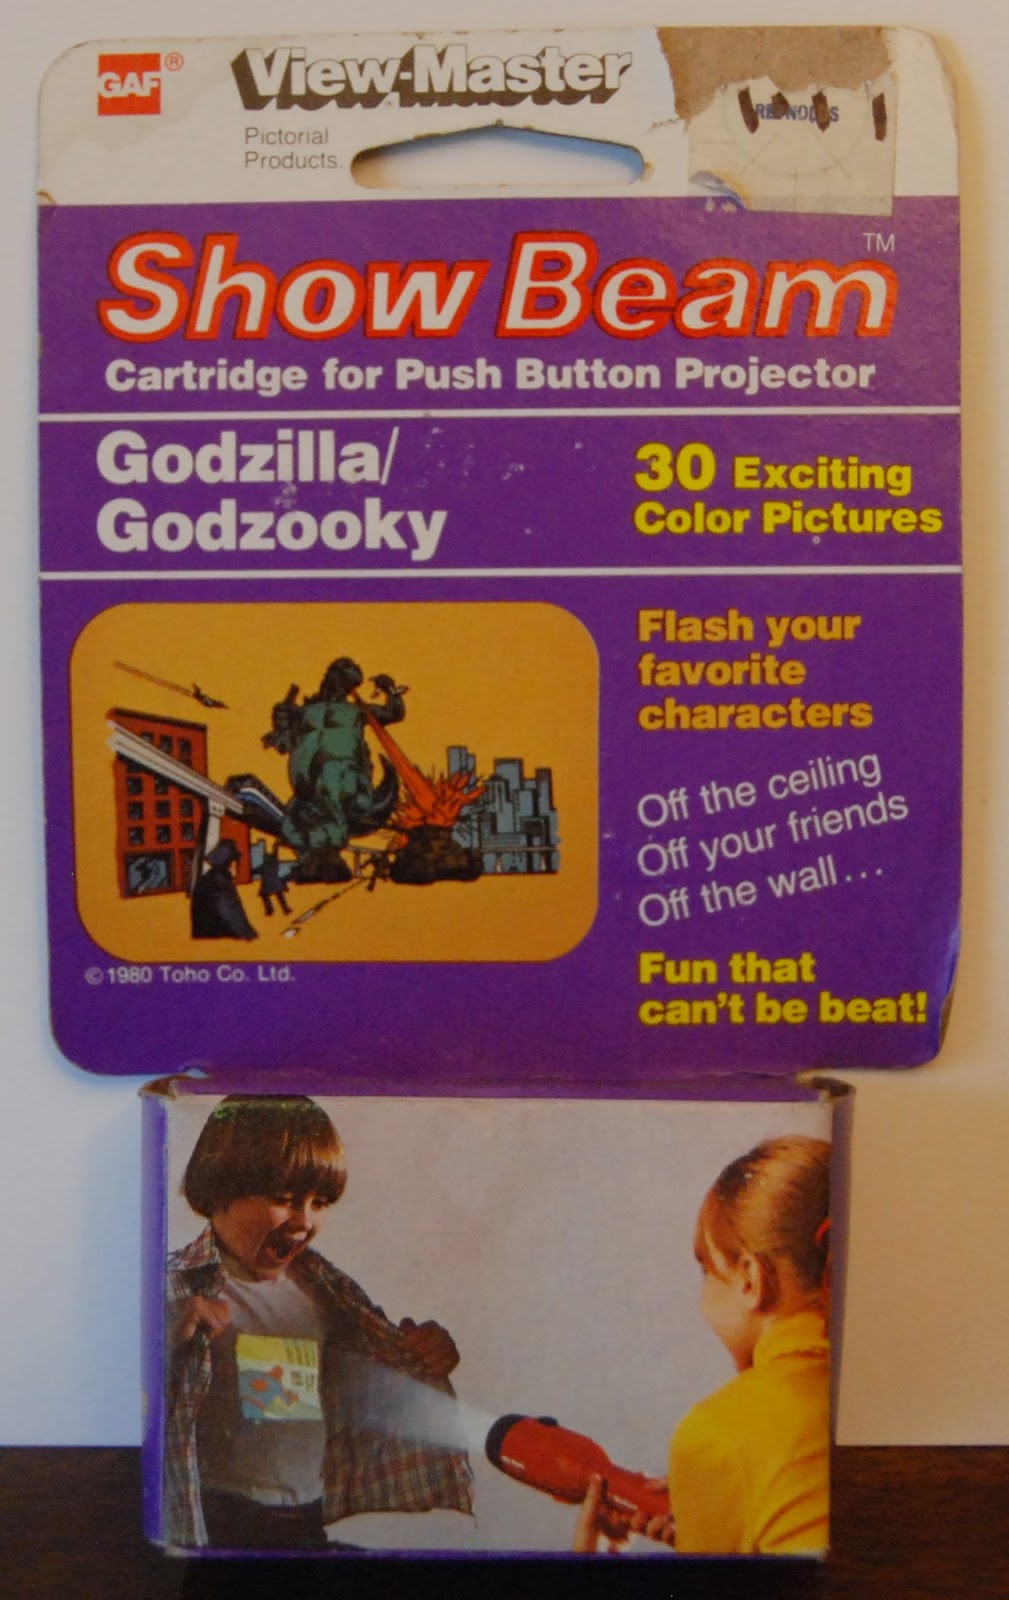 GAF®
View-Master
Pictorial
Products
Show Beam™
Cartridge for Push Button Projector
Godzilla/
Godzooky
30 Exciting
Color Pictures
Flash your
favorite
characters
Off the ceiling
Off your friends
Off the wall...
Fun that
can't be beat!
©1980 Toho Co. Ltd.